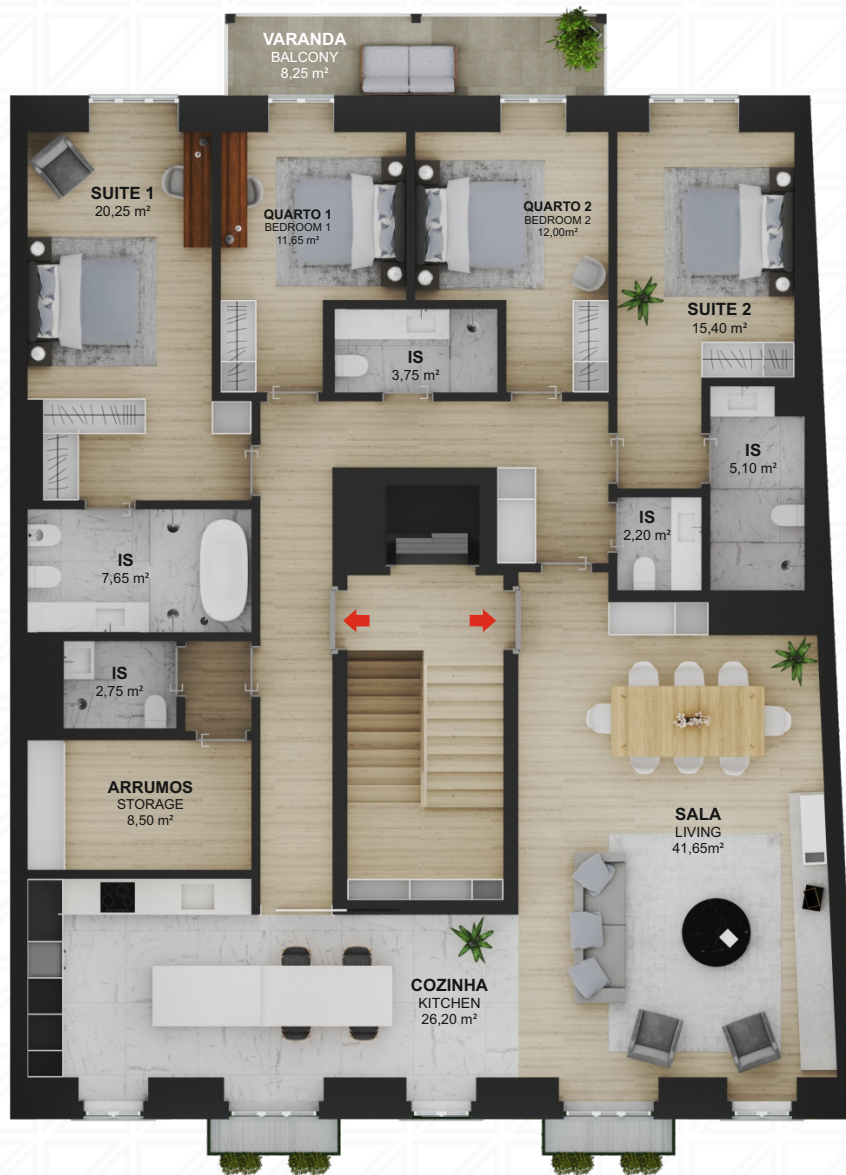 VARANDA
BALCONY
8,25 m²
SUITE 1
20,25 m²
QUARTO 1
BEDROOM 1
11,65 m²
QUARTO 2
BEDROOM 2
12,00m²
SUITE 2
15,40 m²
IS
3,75 m²
IS
5,10 m²
IS
2,20 m²
IS
7,65 m²
IS
2,75 m²
ARRUMOS
STORAGE
8,50 m²
SALA
LIVING
41,65m²
COZINHA
KITCHEN
26,20 m²